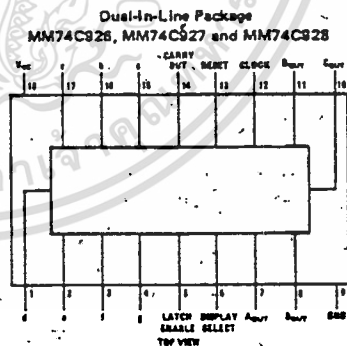 Dual-In-Line Package
MM74C926, MM74C927 and MM74C928
CARRY
VCC c b a OUT RESET CLOCK DOUT COUT
18 17 16 15 14 13 12 11 10
1 2 3 4 5 6 7 8 9
d e f g LATCH DISPLAY AOUT BOUT GND
ENABLE SELECT
TOP VIEW